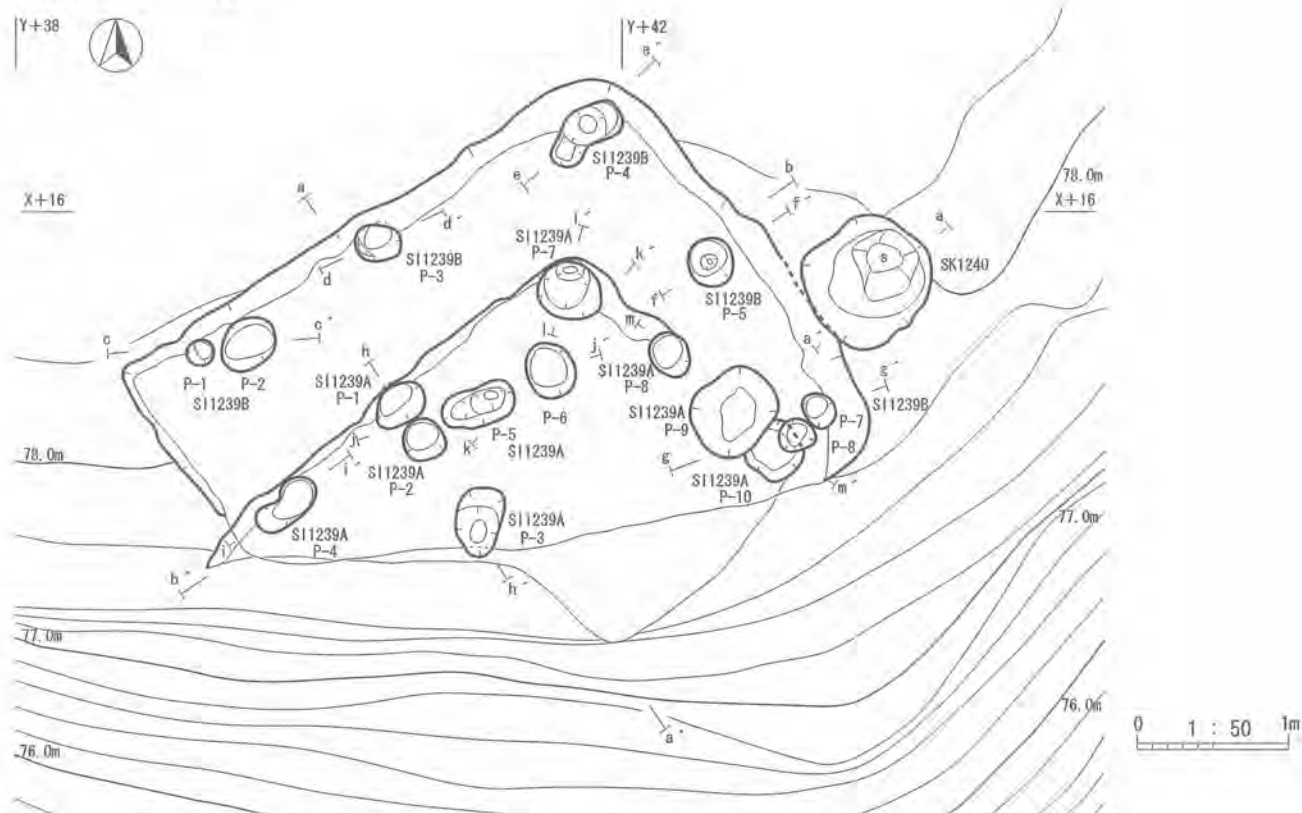 Y+38
Y+42
e'
b
f'
78.0m
X+16
X+16
a
a
SI1239B
P-4
e
d'
SI1239A
P-7
l'
k'
SK1240
S
SI1239B
P-3
d
SI1239B
P-5
f
m
c
c'
l
a'
j'
h
SI1239A
P-8
g'
P-1
P-2
SI1239B
SI1239A
P-1
SI1239A
P-9
SI1239B
P-6
P-7
P-5
j
k
SI1239A
P-8
78.0m
i'
g
SI1239A
P-2
SI1239A
P-10
m'
SI1239A
P-3
SI1239A
P-4
77.0m
i
b'
h'
77.0m
76.0m
a'
0 1 : 50 1m
76.0m